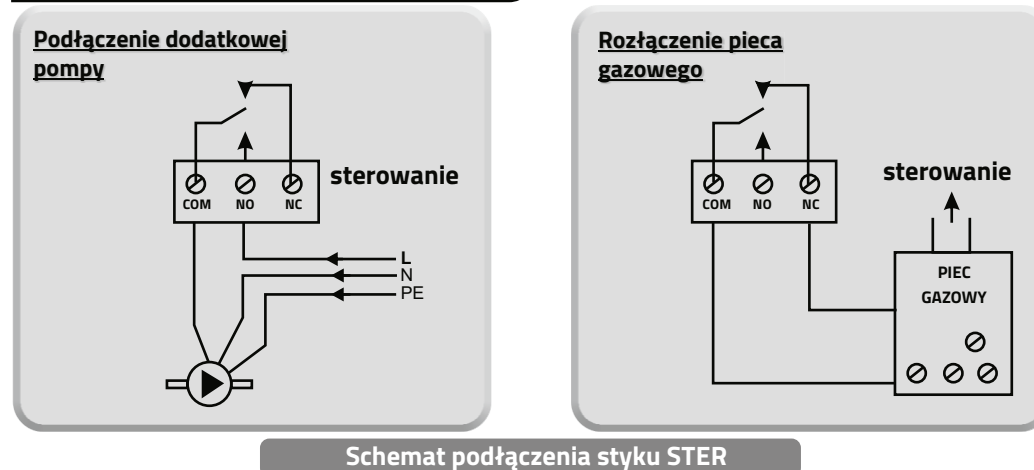 Podłączenie dodatkowej
pompy
sterowanie
COM NO NC
L
N
PE
Rozłączenie pieca
gazowego
COM NO NC
sterowanie
PIEC
GAZOWY
Schemat podłączenia styku STER